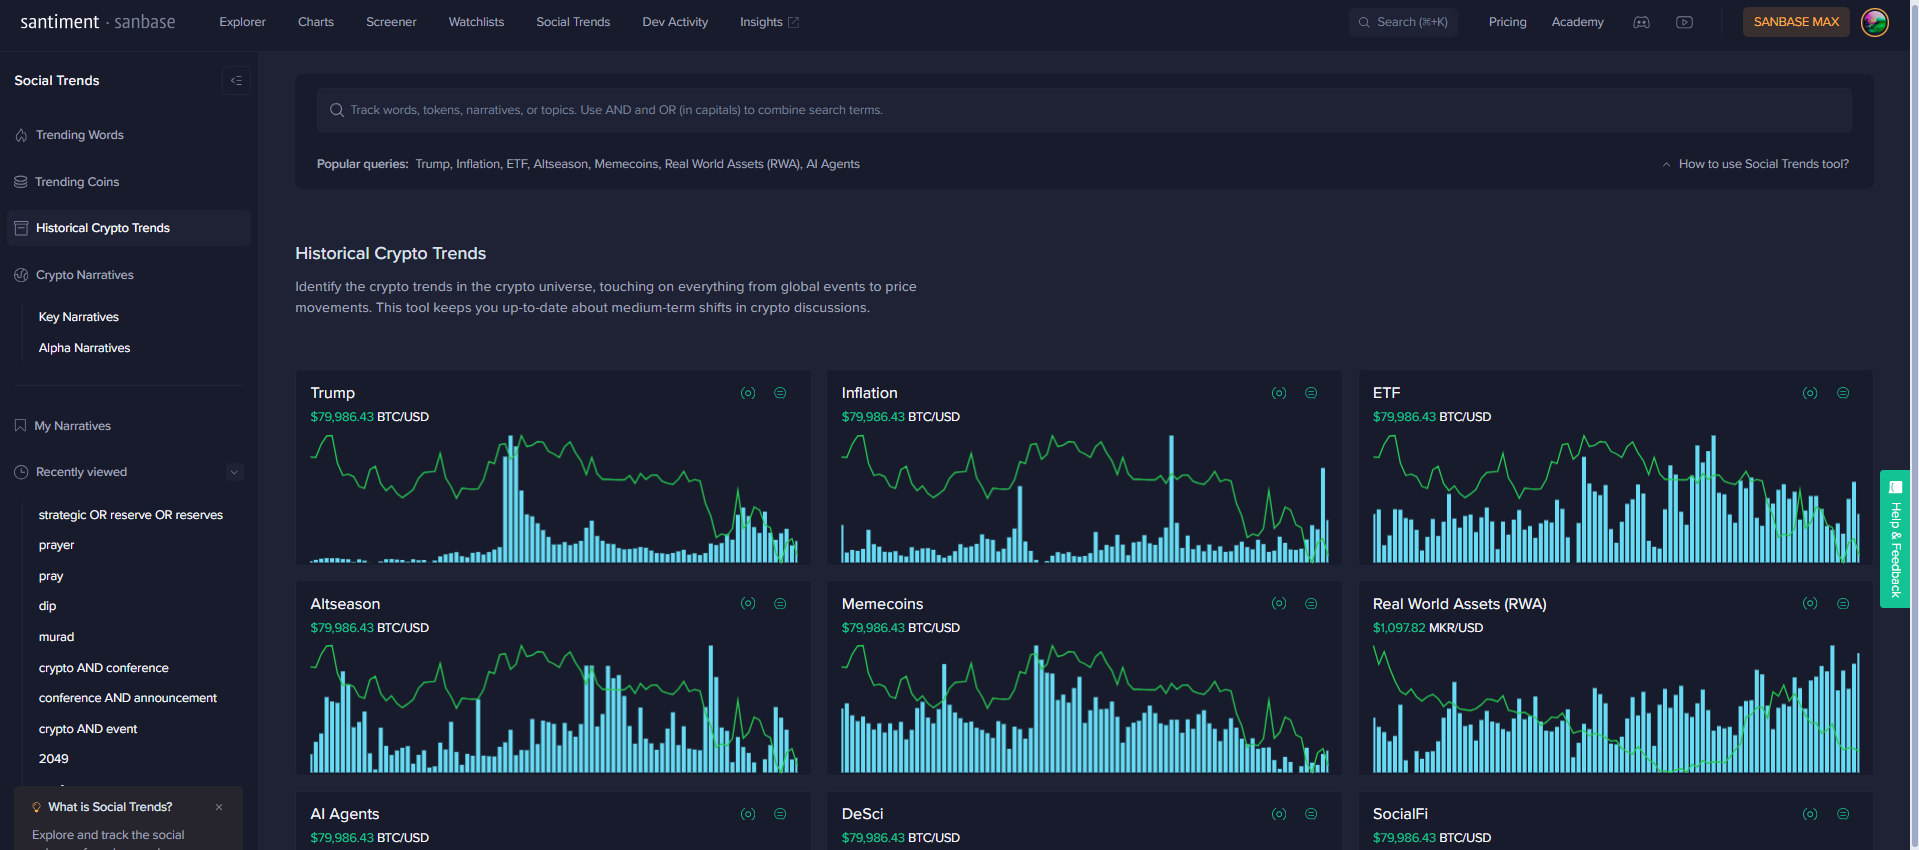 santiment · sanbase
Explorer
Charts
Screener
Watchlists
Social Trends
Dev Activity
Insights
Search (⌘+K)
Pricing
Academy
SANBASE MAX
Social Trends
Trending Words
Trending Coins
Historical Crypto Trends
Crypto Narratives
Key Narratives
Alpha Narratives
My Narratives
Recently viewed
strategic OR reserve OR reserves
prayer
pray
dip
murad
crypto AND conference
conference AND announcement
crypto AND event
2049
What is Social Trends?
Explore and track the social
Track words, tokens, narratives, or topics. Use AND and OR (in capitals) to combine search terms.
Popular queries: Trump, Inflation, ETF, Altseason, Memecoins, Real World Assets (RWA), AI Agents
How to use Social Trends tool?
Historical Crypto Trends
Identify the crypto trends in the crypto universe, touching on everything from global events to price
movements. This tool keeps you up-to-date about medium-term shifts in crypto discussions.
Trump
$79,986.43 BTC/USD
Inflation
$79,986.43 BTC/USD
ETF
$79,986.43 BTC/USD
Altseason
$79,986.43 BTC/USD
Memecoins
$79,986.43 BTC/USD
Real World Assets (RWA)
$1,097.82 MKR/USD
AI Agents
$79,986.43 BTC/USD
DeSci
$79,986.43 BTC/USD
SocialFi
$79,986.43 BTC/USD
Help & Feedback